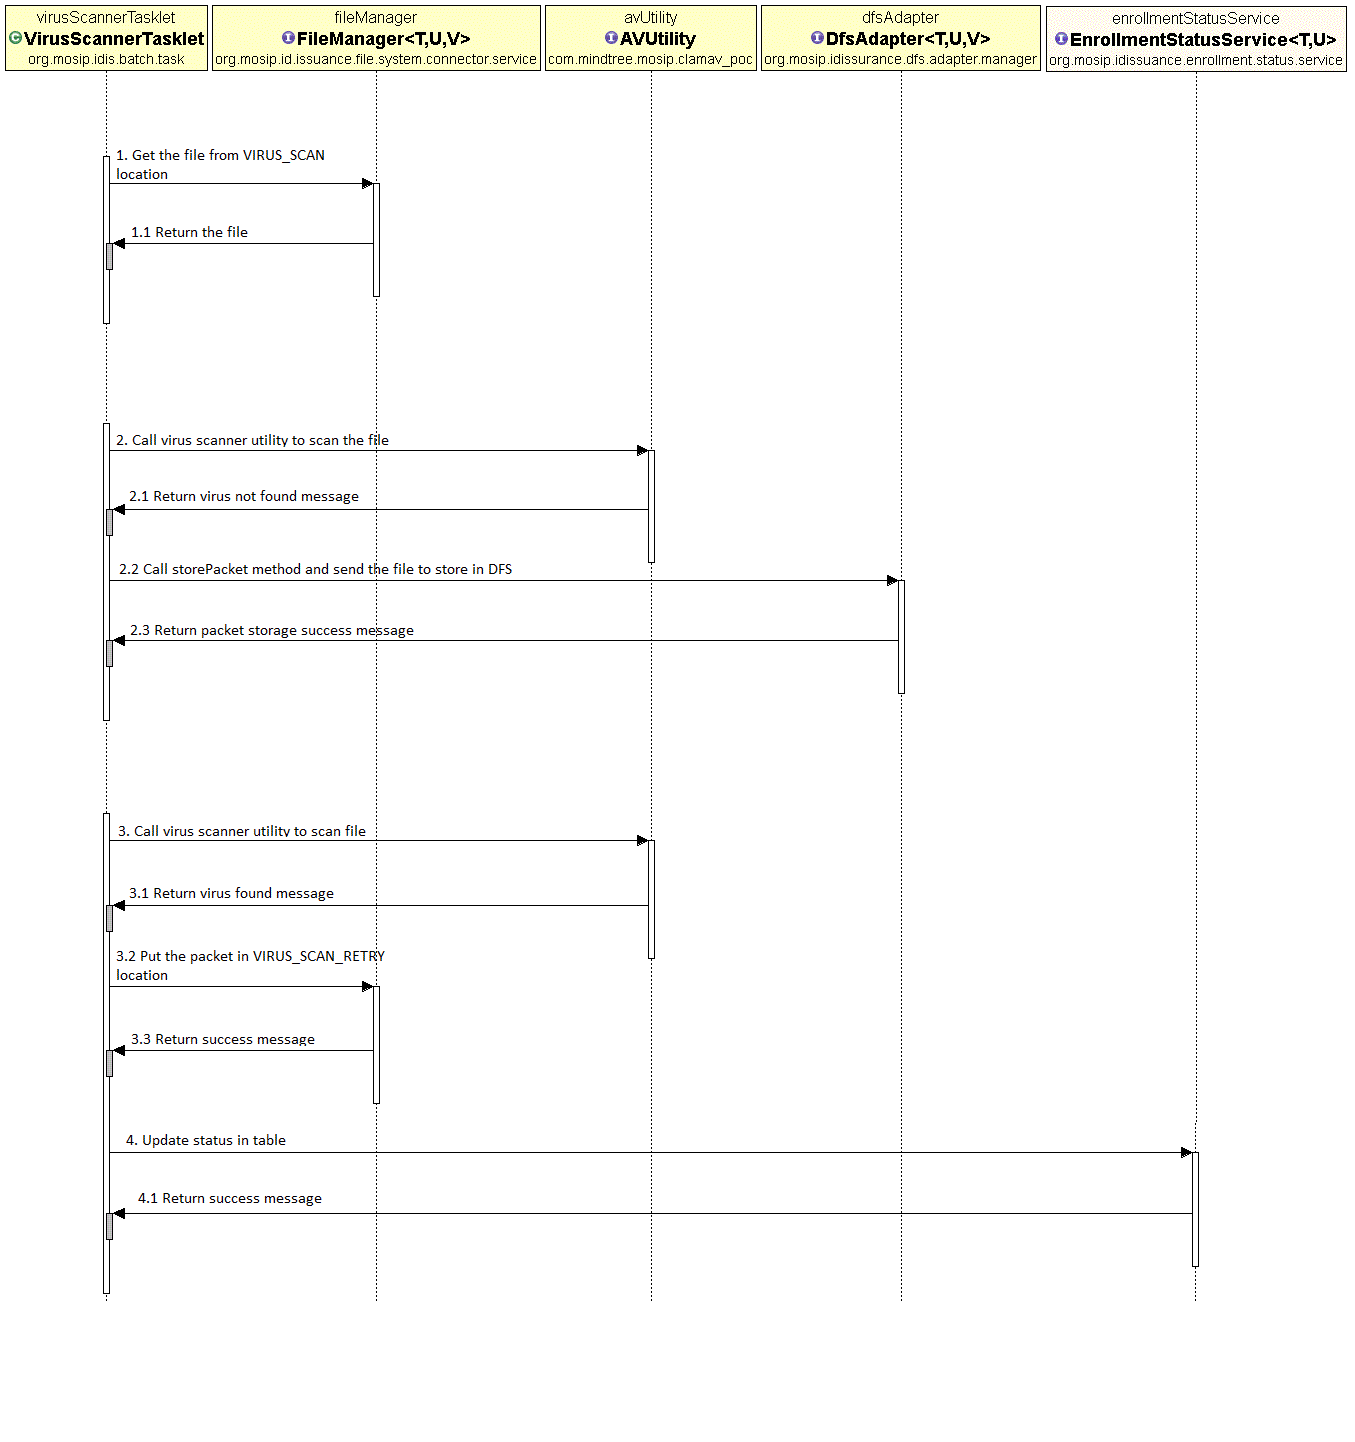 virusScannerTasklet
VirusScannerTasklet
org.mosip.idis.batch.task
fileManager
FileManager<T,U,V>
org.mosip.id.issuance.file.system.connector.service
avUtility
AVUtility
com.mindtree.mosip.clamav_poc
dfsAdapter
DfsAdapter<T,U,V>
org.mosip.idissurance.dfs.adapter.manager
enrollmentStatusService
EnrollmentStatusService<T,U>
org.mosip.idissuance.enrollment.status.service
1. Get the file from VIRUS_SCAN
location
1.1 Return the file
2. Call virus scanner utility to scan the file
2.1 Return virus not found message
2.2 Call storePacket method and send the file to store in DFS
2.3 Return packet storage success message
3. Call virus scanner utility to scan file
3.1 Return virus found message
3.2 Put the packet in VIRUS_SCAN_RETRY
location
3.3 Return success message
4. Update status in table
4.1 Return success message